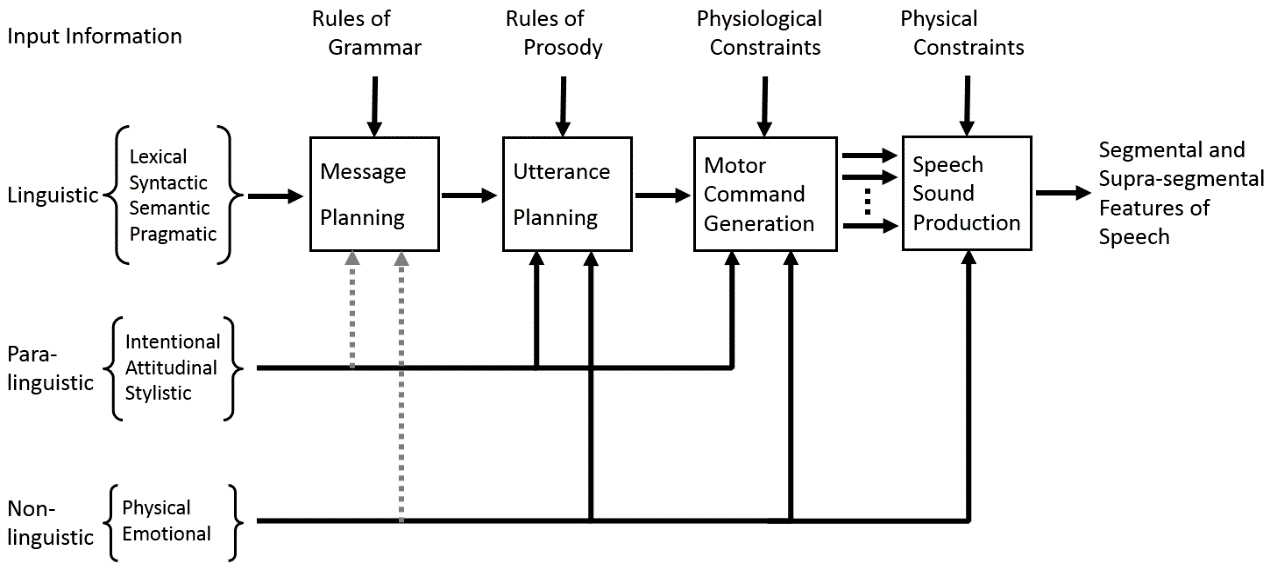 Input Information
Rules of
Grammar
Rules of
Prosody
Physiological
Constraints
Physical
Constraints
Linguistic
Lexical
Syntactic
Semantic
Pragmatic
Message
Planning
Utterance
Planning
Motor
Command
Generation
Speech
Sound
Production
Segmental and
Supra-segmental
Features of
Speech
Para-
linguistic
Intentional
Attitudinal
Stylistic
Non-
linguistic
Physical
Emotional